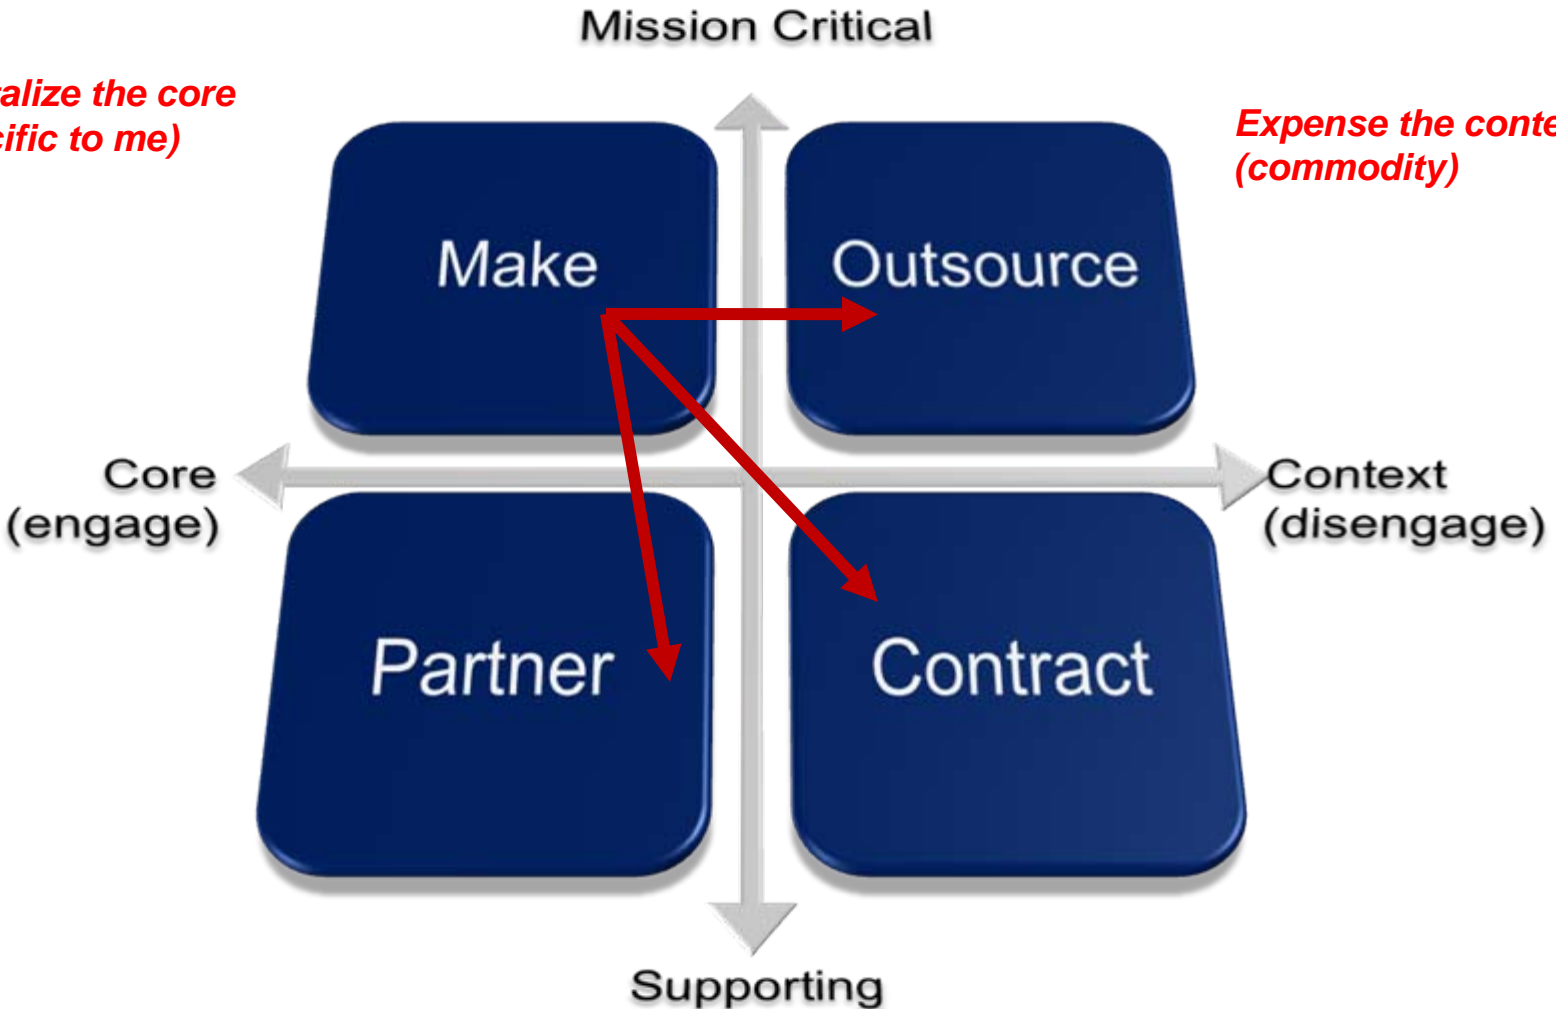 Mission Critical
alize the core
cific to me)
Expense the conte
(commodity)
Make
Outsource
Core
(engage)
Context
(disengage)
Partner
Contract
Supporting